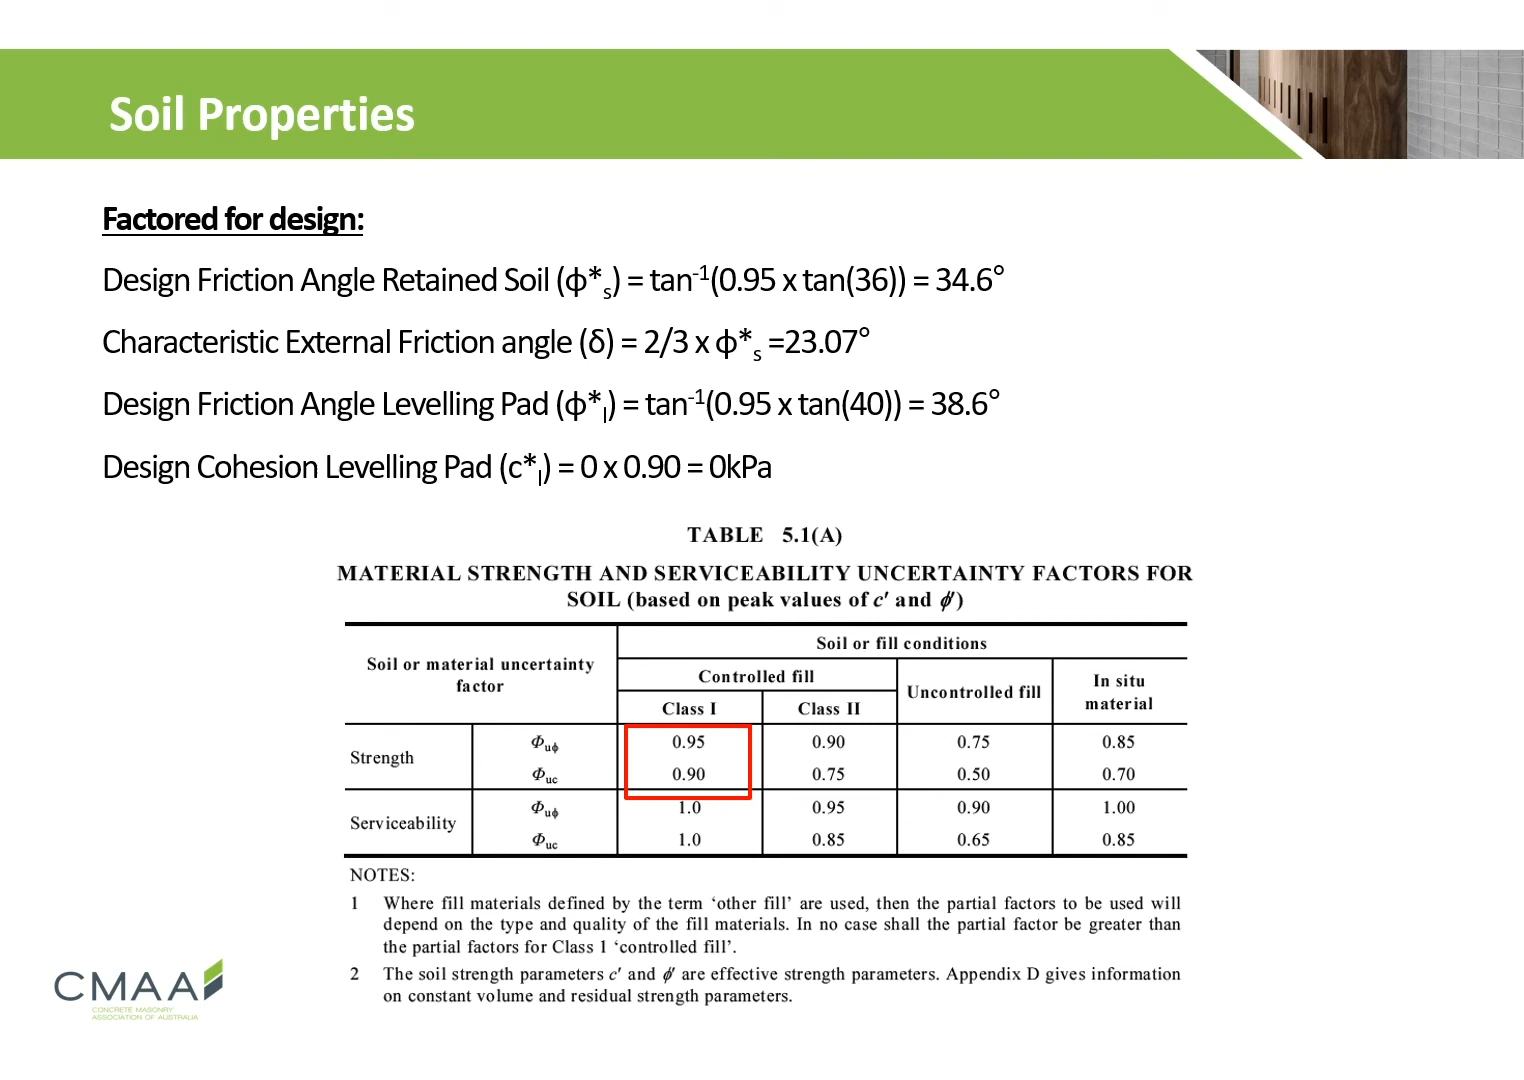 Soil Properties
Factored for design:
Design Friction Angle Retained Soil (ϕ*s) = tan-1(0.95 x tan(36)) = 34.6°
Characteristic External Friction angle (δ) = 2/3 x ϕ*s =23.07°
Design Friction Angle Levelling Pad (ϕ*l) = tan-1(0.95 x tan(40)) = 38.6°
Design Cohesion Levelling Pad (c*l) = 0 x 0.90 = 0kPa
TABLE 5.1(A)
MATERIAL STRENGTH AND SERVICEABILITY UNCERTAINTY FACTORS FOR
SOIL (based on peak values of c′ and ϕ′)
Soil or material uncertainty
factor
Soil or fill conditions
Controlled fill
Uncontrolled fill
In situ
material
Class I
Class II
Strength
Φuϕ 0.95 0.90 0.75 0.85
Φuc 0.90 0.75 0.50 0.70
Serviceability
Φuϕ 1.0 0.95 0.90 1.00
Φuc 1.0 0.85 0.65 0.85
NOTES:
1 Where fill materials defined by the term ‘other fill’ are used, then the partial factors to be used will
depend on the type and quality of the fill materials. In no case shall the partial factor be greater than
the partial factors for Class 1 ‘controlled fill’.
2 The soil strength parameters c′ and ϕ′ are effective strength parameters. Appendix D gives information
on constant volume and residual strength parameters.
CMAA
CONCRETE MASONRY
ASSOCIATION OF AUSTRALIA